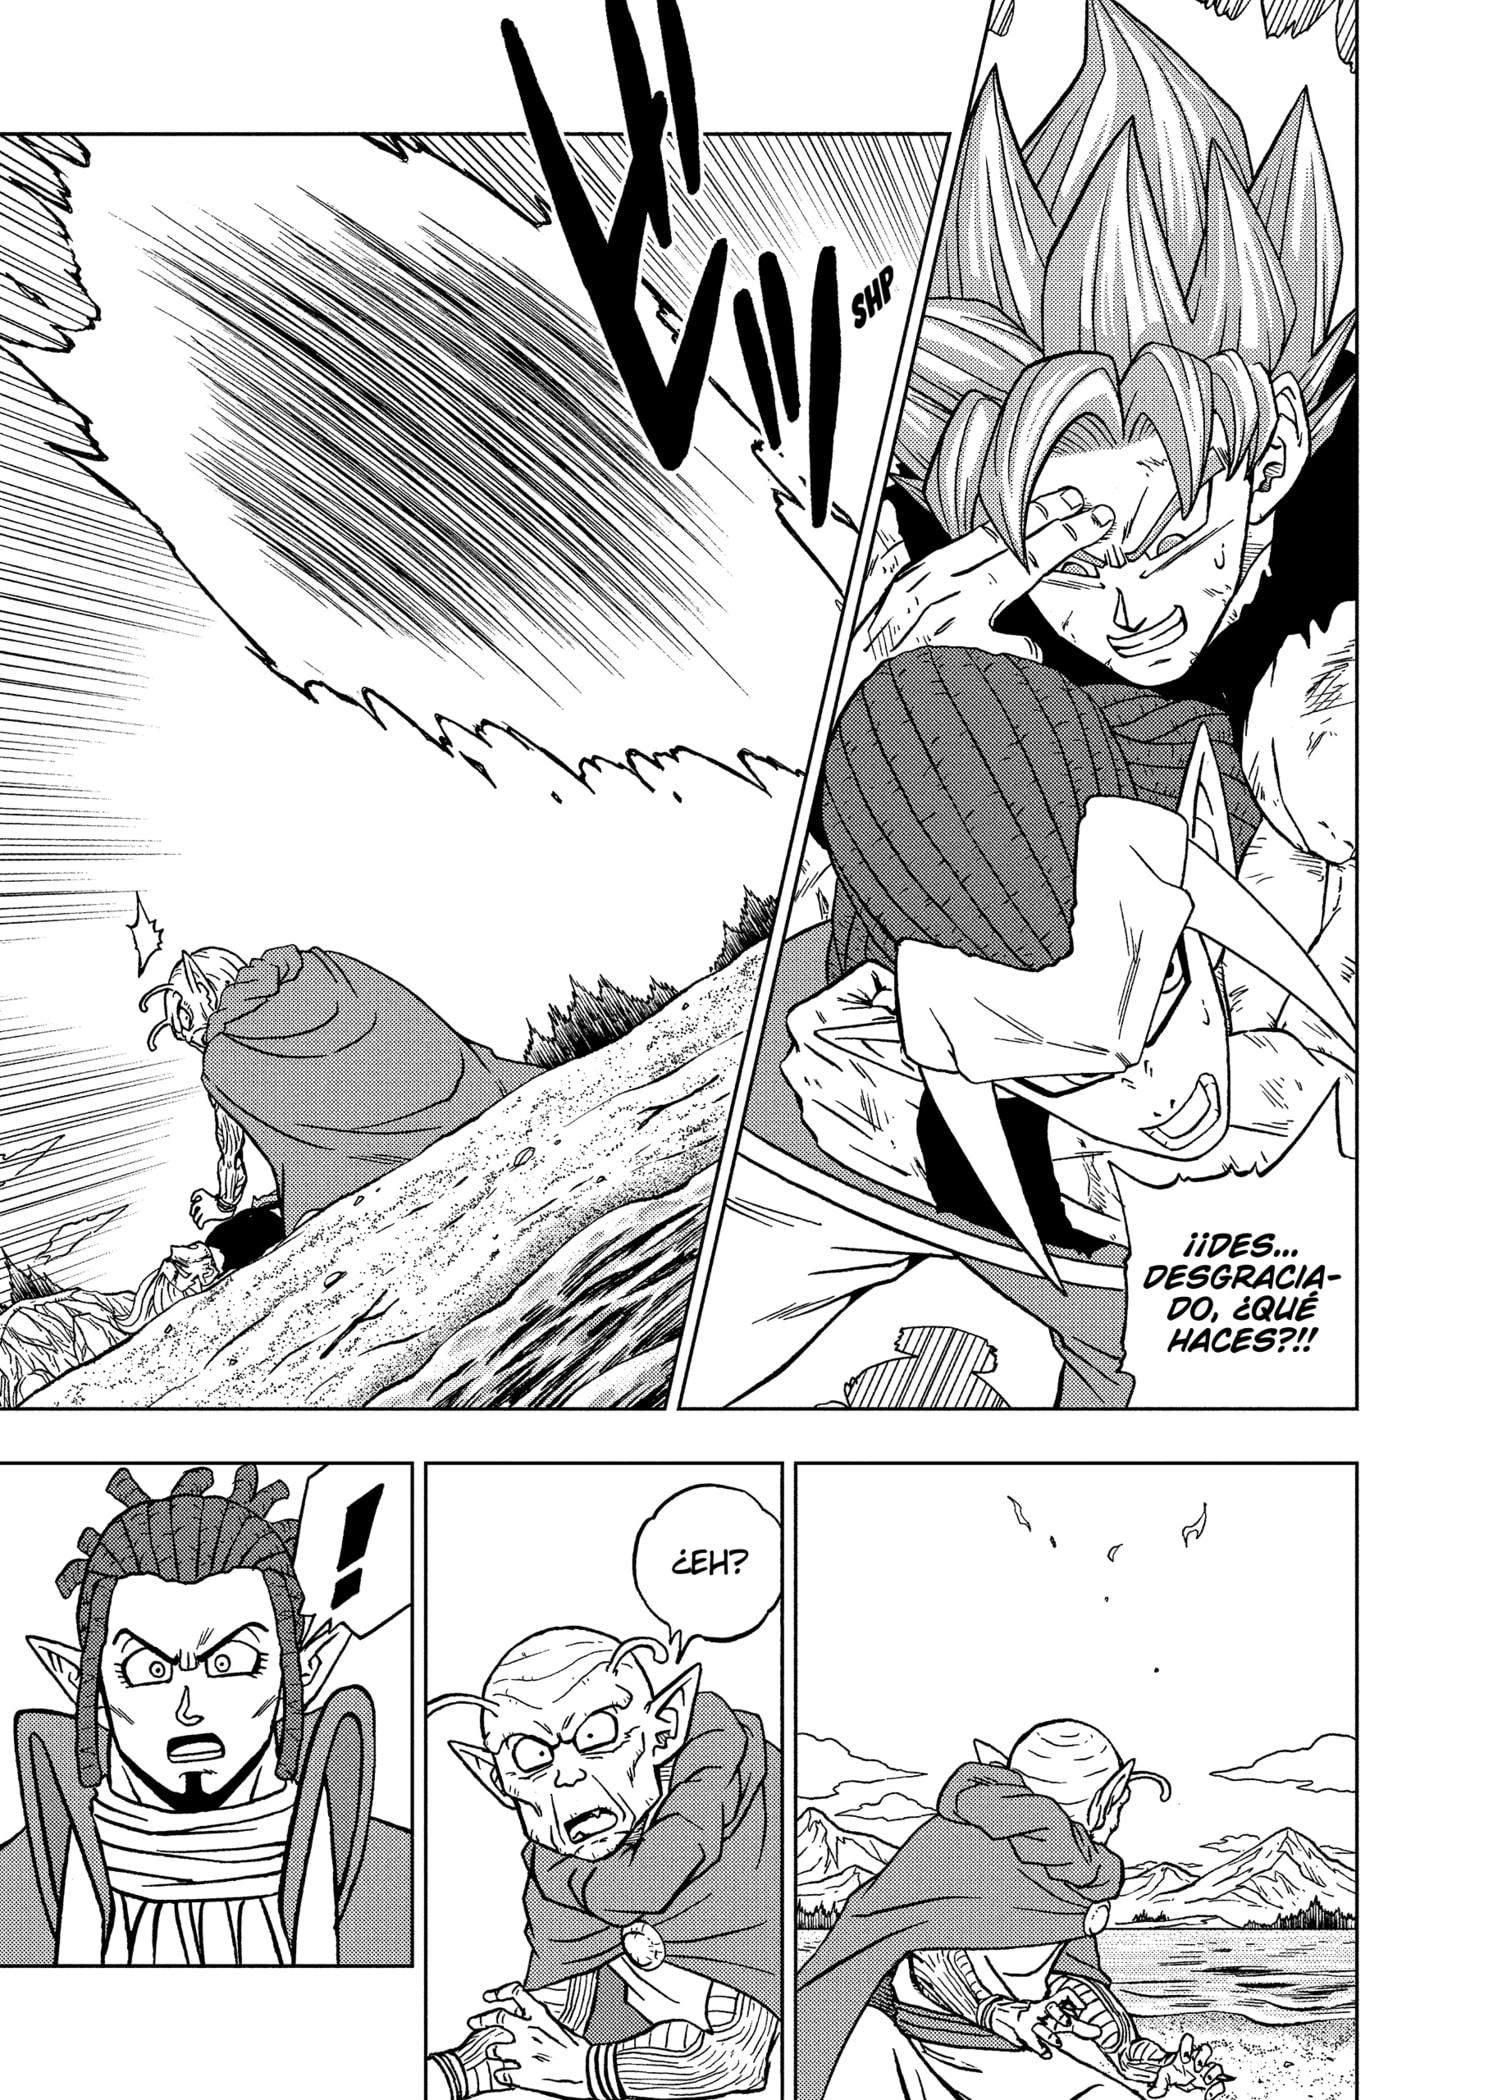 ¡¡DES...
DESGRACIA-
DO, ¿QUÉ
HACES?!!
SHP
¿EH?
!